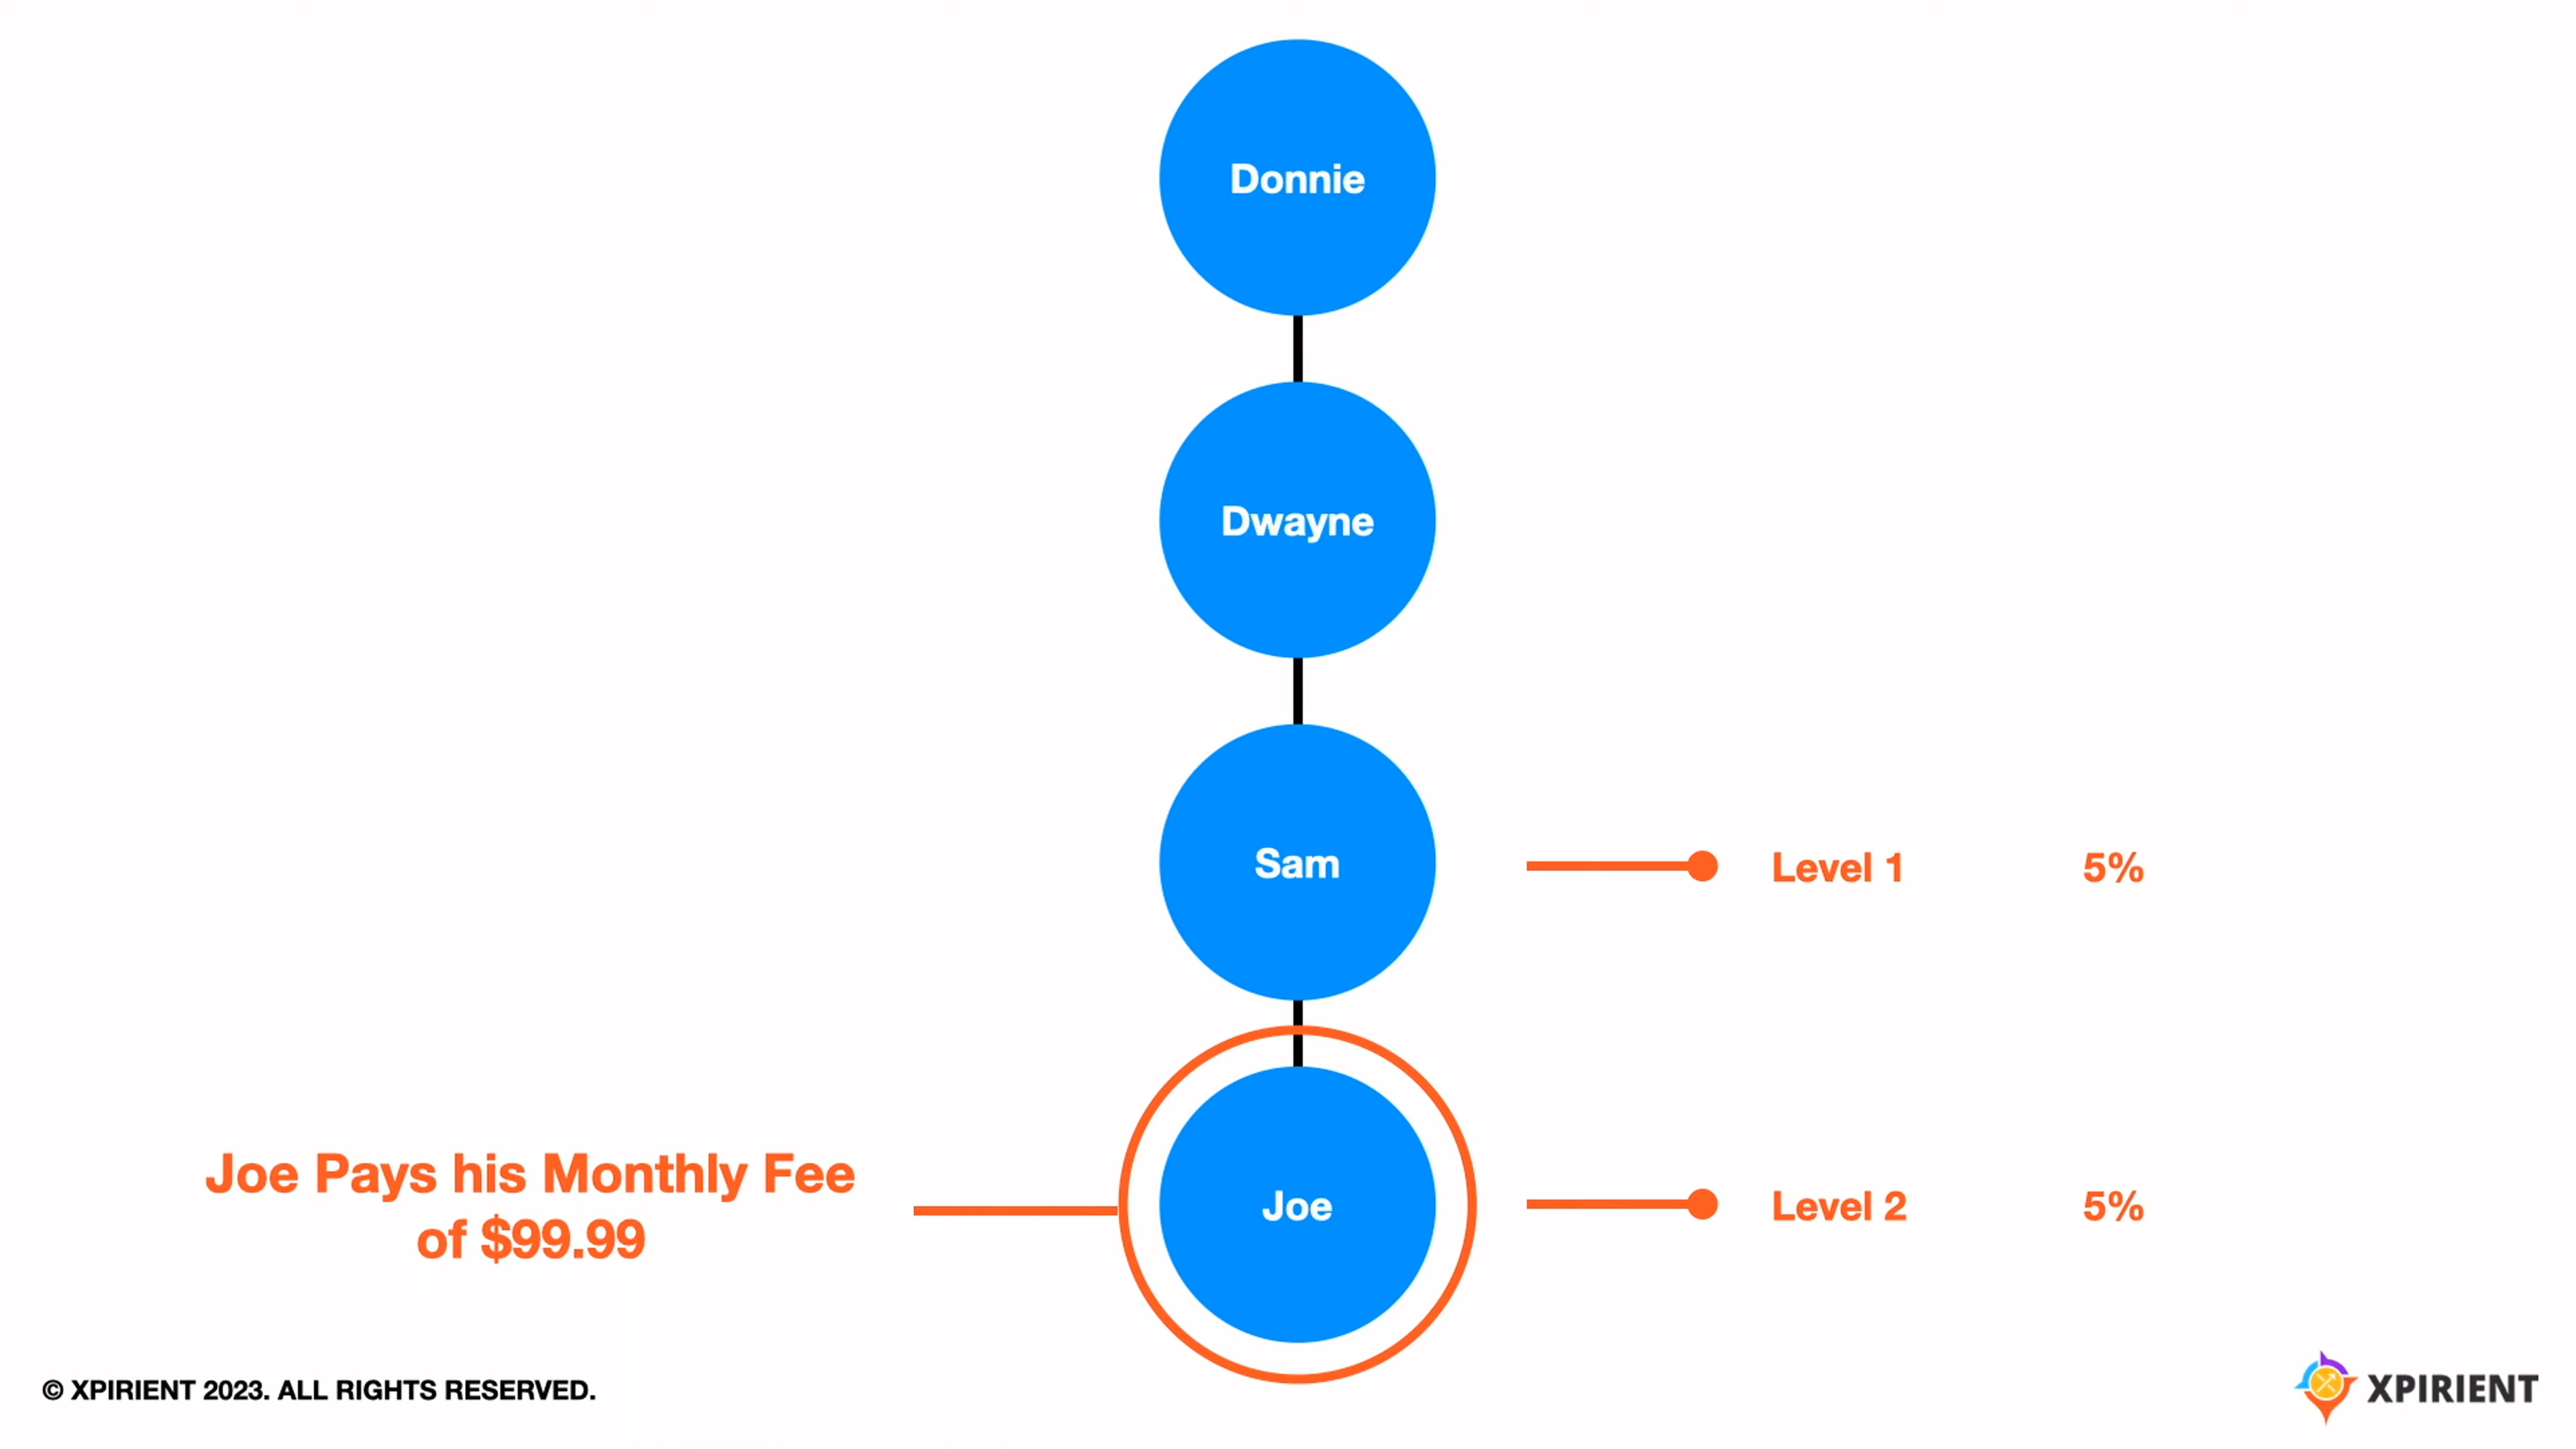 Donnie
Dwayne
Sam
Level 1 5%
Joe Pays his Monthly Fee
of $99.99
Joe
Level 2 5%
© XPIRIENT 2023. ALL RIGHTS RESERVED.
XPIRIENT